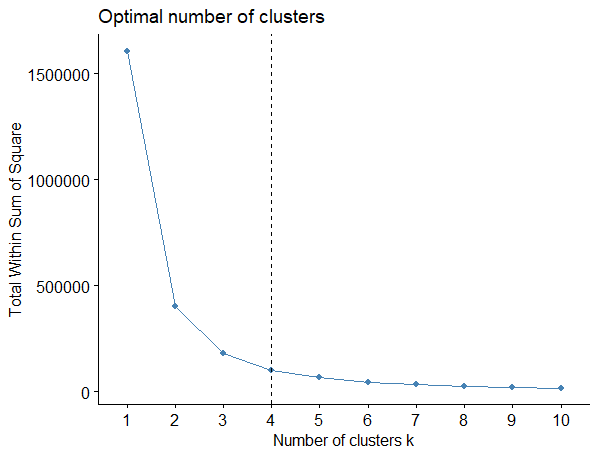 Optimal number of clusters
Total Within Sum of Square
1500000
1000000
500000
0
1 2 3 4 5 6 7 8 9 10
Number of clusters k